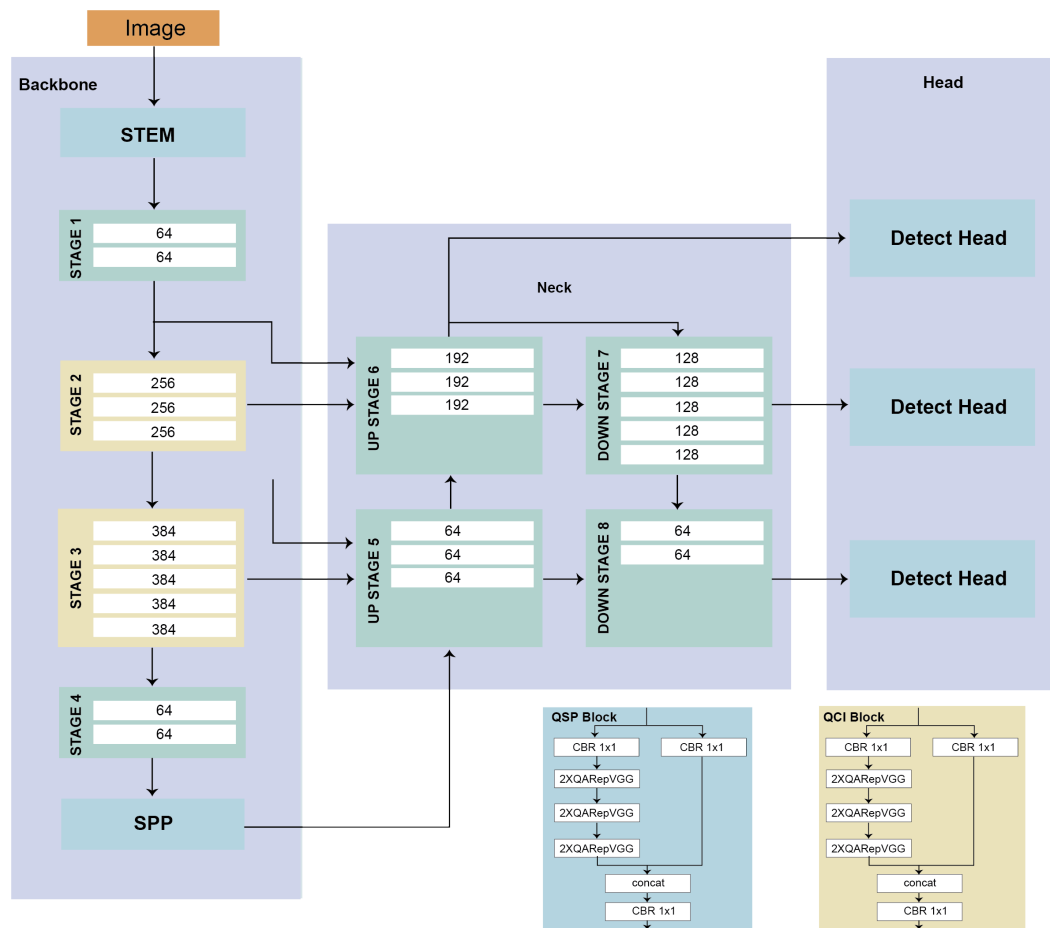 Image
Backbone
STEM
STAGE 1
64
64
STAGE 2
256
256
256
STAGE 3
384
384
384
384
384
STAGE 4
64
64
SPP
Neck
UP STAGE 6
192
192
192
DOWN STAGE 7
128
128
128
128
128
UP STAGE 5
64
64
64
DOWN STAGE 8
64
64
Head
Detect Head
Detect Head
Detect Head
QSP Block
CBR 1x1
CBR 1x1
2XQARepVGG
2XQARepVGG
2XQARepVGG
concat
CBR 1x1
QCI Block
CBR 1x1
CBR 1x1
2XQARepVGG
2XQARepVGG
2XQARepVGG
concat
CBR 1x1